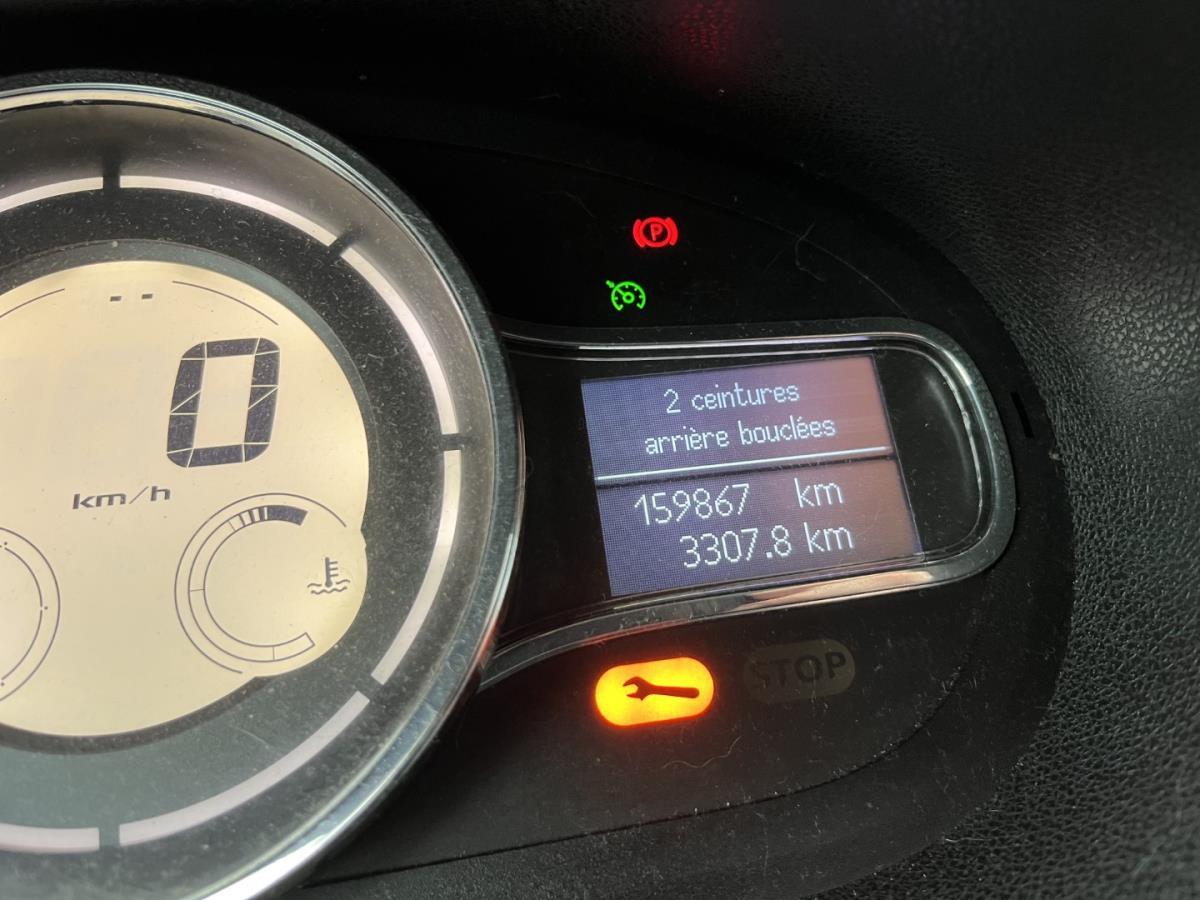 0
km/h
P
2 ceintures
arrière bouclées
159867 km
3307.8 km
STOP